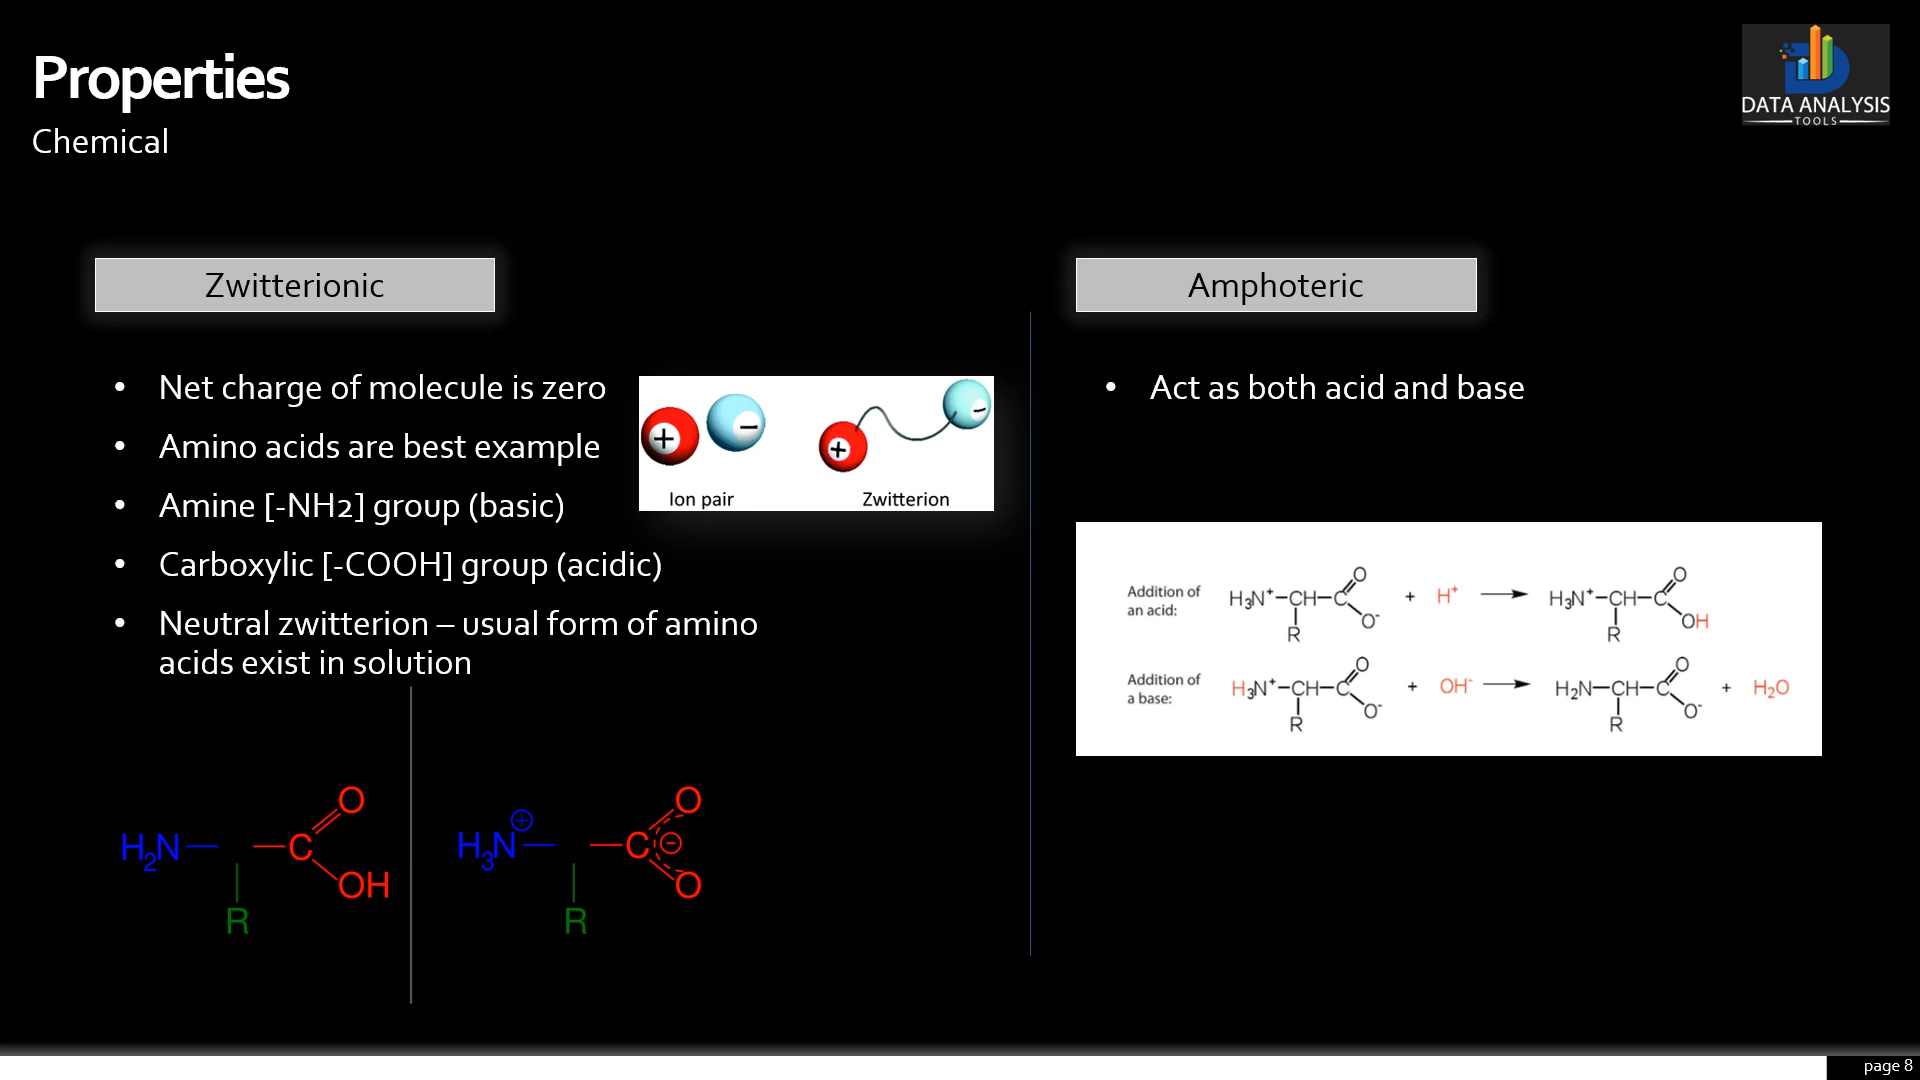 Properties
Chemical
DATA ANALYSIS
TOOLS
Zwitterionic
• Net charge of molecule is zero
• Amino acids are best example
• Amine [-NH2] group (basic)
• Carboxylic [-COOH] group (acidic)
• Neutral zwitterion – usual form of amino
acids exist in solution
+ −
+ −
Ion pair Zwitterion
H₂N C O
OH
R
H₃N ⊕ C ⊖ O
O
R
Amphoteric
• Act as both acid and base
Addition of
an acid:
H₃N⁺–CH–C O O⁻ R + H⁺ → H₃N⁺–CH–C O OH R
Addition of
a base:
H₃N⁺–CH–C O O⁻ R + OH⁻ → H₂N–CH–C O O⁻ R + H₂O
page 8